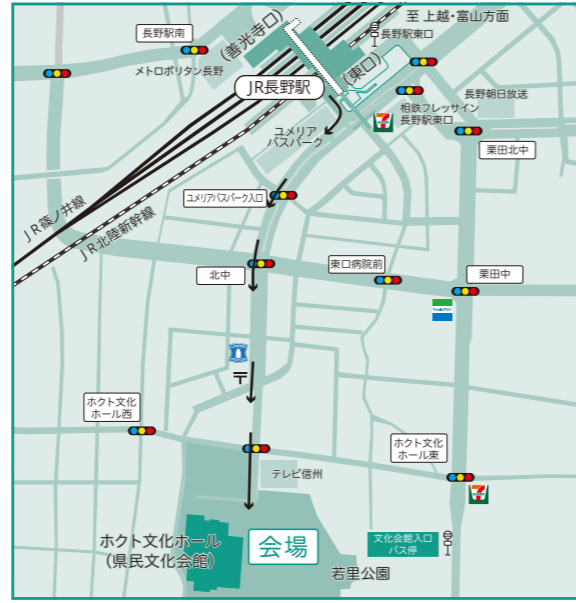 至 上越・富山方面
長野駅東口
長野駅南
(善光寺口)
メトロポリタン長野
(東口)
JR長野駅
長野朝日放送
相鉄フレッサイン
長野駅東口
7
ユメリア
バスパーク
栗田北中
ユメリアバスパーク入口
JR篠ノ井線
JR北陸新幹線
北中
東口病院前
栗田中
FamilyMart
〒
ホクト文化
ホール西
ホクト文化
ホール東
テレビ信州
7
ホクト文化ホール
(県民文化会館)
会場
文化会館入口
バス停
若里公園